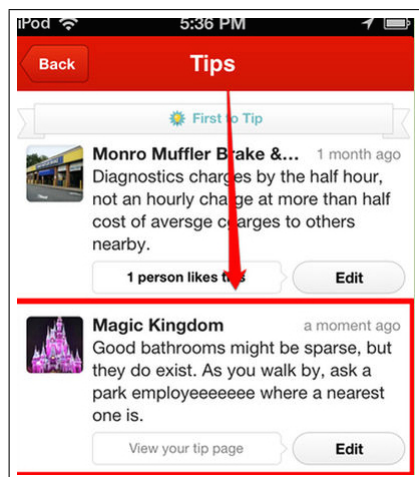 iPod 5:36 PM
Back Tips
First to Tip
Monro Muffler Brake &... 1 month ago
Diagnostics charges by the half hour,
not an hourly charge at more than half
cost of aversge charges to others
nearby.
1 person likes this Edit
Magic Kingdom a moment ago
Good bathrooms might be sparse, but
they do exist. As you walk by, ask a
park employeeeeeee where a nearest
one is.
View your tip page Edit